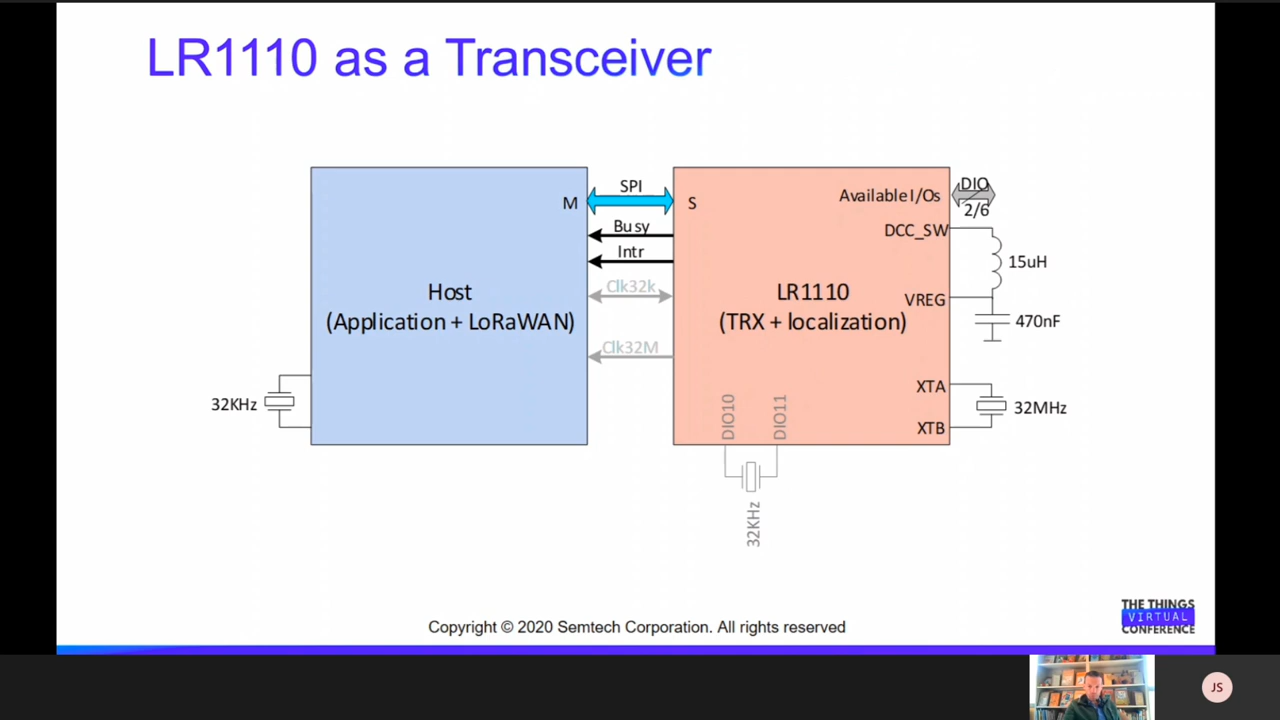 LR1110 as a Transceiver
SPI
M
S
Busy
Intr
Clk32k
Clk32M
Host
(Application + LoRaWAN)
32KHz
LR1110
(TRX + localization)
Available I/Os
DIO
2/6
DCC_SW
15uH
VREG
470nF
XTA
32MHz
XTB
DIO10
DIO11
32KHz
Copyright © 2020 Semtech Corporation. All rights reserved
THE THINGS
VIRTUAL
CONFERENCE
JS